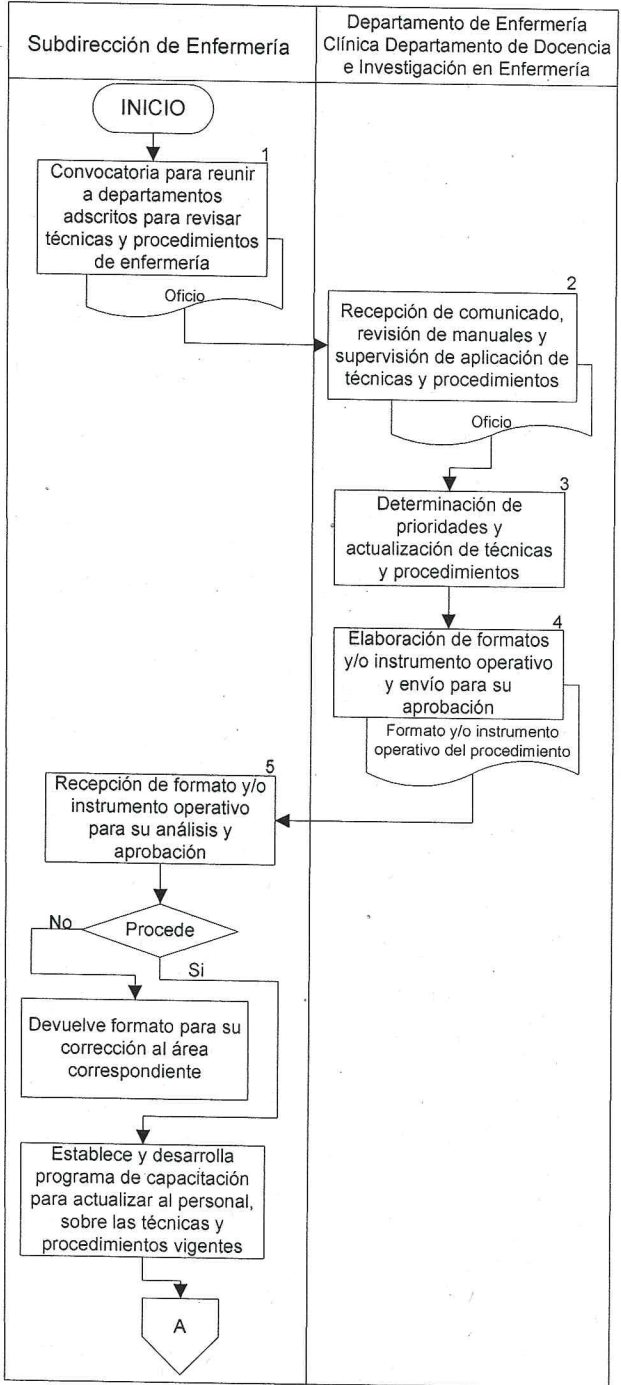 Subdirección de Enfermería
Departamento de Enfermería
Clínica Departamento de Docencia
e Investigación en Enfermería
INICIO
1
Convocatoria para reunir
a departamentos
adscritos para revisar
técnicas y procedimientos
de enfermería
Oficio
2
Recepción de comunicado,
revisión de manuales y
supervisión de aplicación de
técnicas y procedimientos
Oficio
3
Determinación de
prioridades y
actualización de técnicas
y procedimientos
4
Elaboración de formatos
y/o instrumento operativo
y envío para su
aprobación
Formato y/o instrumento
operativo del procedimiento
5
Recepción de formato y/o
instrumento operativo
para su análisis y
aprobación
Procede
No
Si
Devuelve formato para su
corrección al área
correspondiente
Establece y desarrolla
programa de capacitación
para actualizar al personal,
sobre las técnicas y
procedimientos vigentes
A